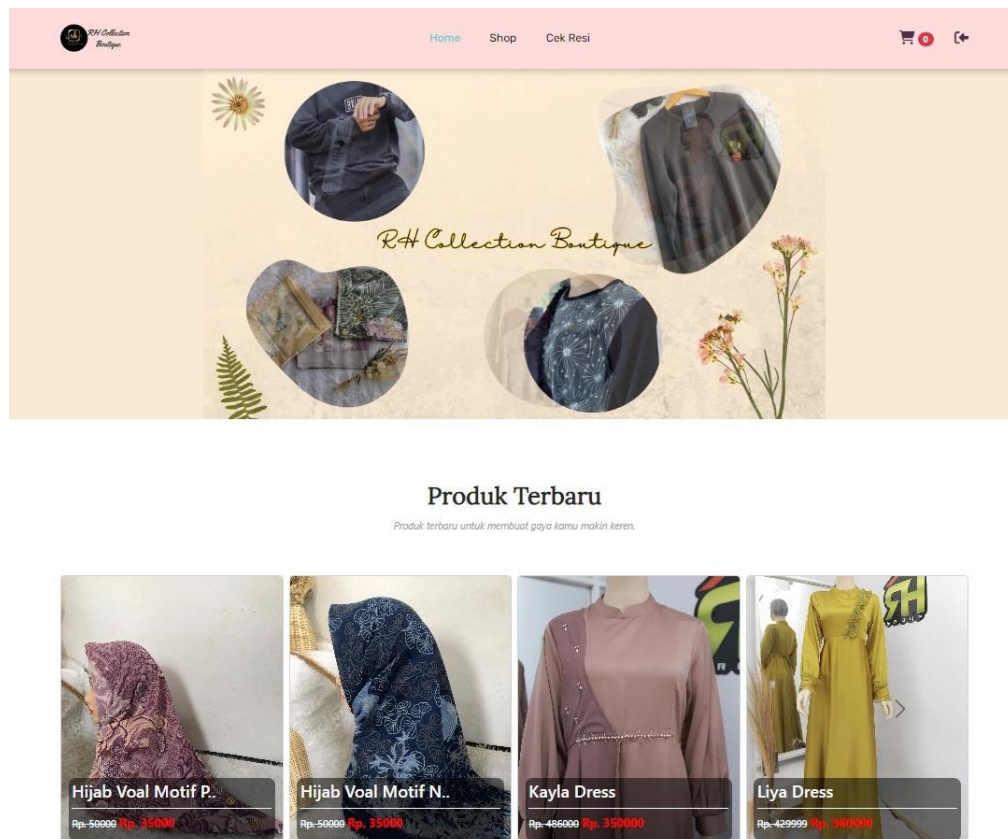 RH Collection
Boutique
Home Shop Cek Resi
0
RH Collection Boutique
Produk Terbaru
Produk terbaru untuk membuat gaya kamu makin keren.
Hijab Voal Motif P..
Rp. 50000 Rp. 35000
Hijab Voal Motif N..
Rp. 50000 Rp. 35000
Kayla Dress
Rp. 486000 Rp. 350000
Liya Dress
Rp. 429999 Rp. 360000